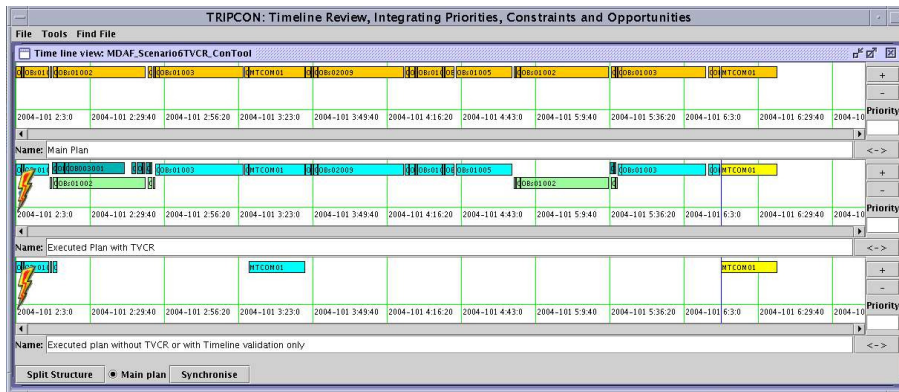 TRIPCON: Timeline Review, Integrating Priorities, Constraints and Opportunities
File Tools Find File
Time line view: MDAF_Scenario6TVCR_ConTool
OBs01002 OBs01003 MTCOM01 OBs02009 OBs01005 OBs01002 OBs01003 MTCOM01
+
-
Priority
2004-101 2:3:0 2004-101 2:29:40 2004-101 2:56:20 2004-101 3:23:0 2004-101 3:49:40 2004-101 4:16:20 2004-101 4:43:0 2004-101 5:9:40 2004-101 5:36:20 2004-101 6:3:0 2004-101 6:29:40 2004-10
Name: Main Plan <->
OB003001 OBs01003 MTCOM01 OBs02009 OBs01005 OBs01003 MTCOM01
+
OBs01002 OBs01002
-
Priority
2004-101 2:3:0 2004-101 2:29:40 2004-101 2:56:20 2004-101 3:23:0 2004-101 3:49:40 2004-101 4:16:20 2004-101 4:43:0 2004-101 5:9:40 2004-101 5:36:20 2004-101 6:3:0 2004-101 6:29:40 2004-10
Name: Executed Plan with TVCR <->
MTCOM01 MTCOM01
+
-
Priority
2004-101 2:3:0 2004-101 2:29:40 2004-101 2:56:20 2004-101 3:23:0 2004-101 3:49:40 2004-101 4:16:20 2004-101 4:43:0 2004-101 5:9:40 2004-101 5:36:20 2004-101 6:3:0 2004-101 6:29:40 2004-10
Name: Executed plan without TVCR or with Timeline validation only <->
Split Structure Main plan Synchronise